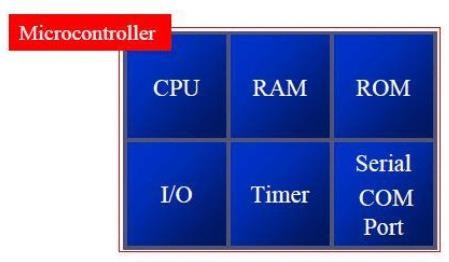 Microcontroller
CPU
RAM
ROM
I/O
Timer
Serial
COM
Port